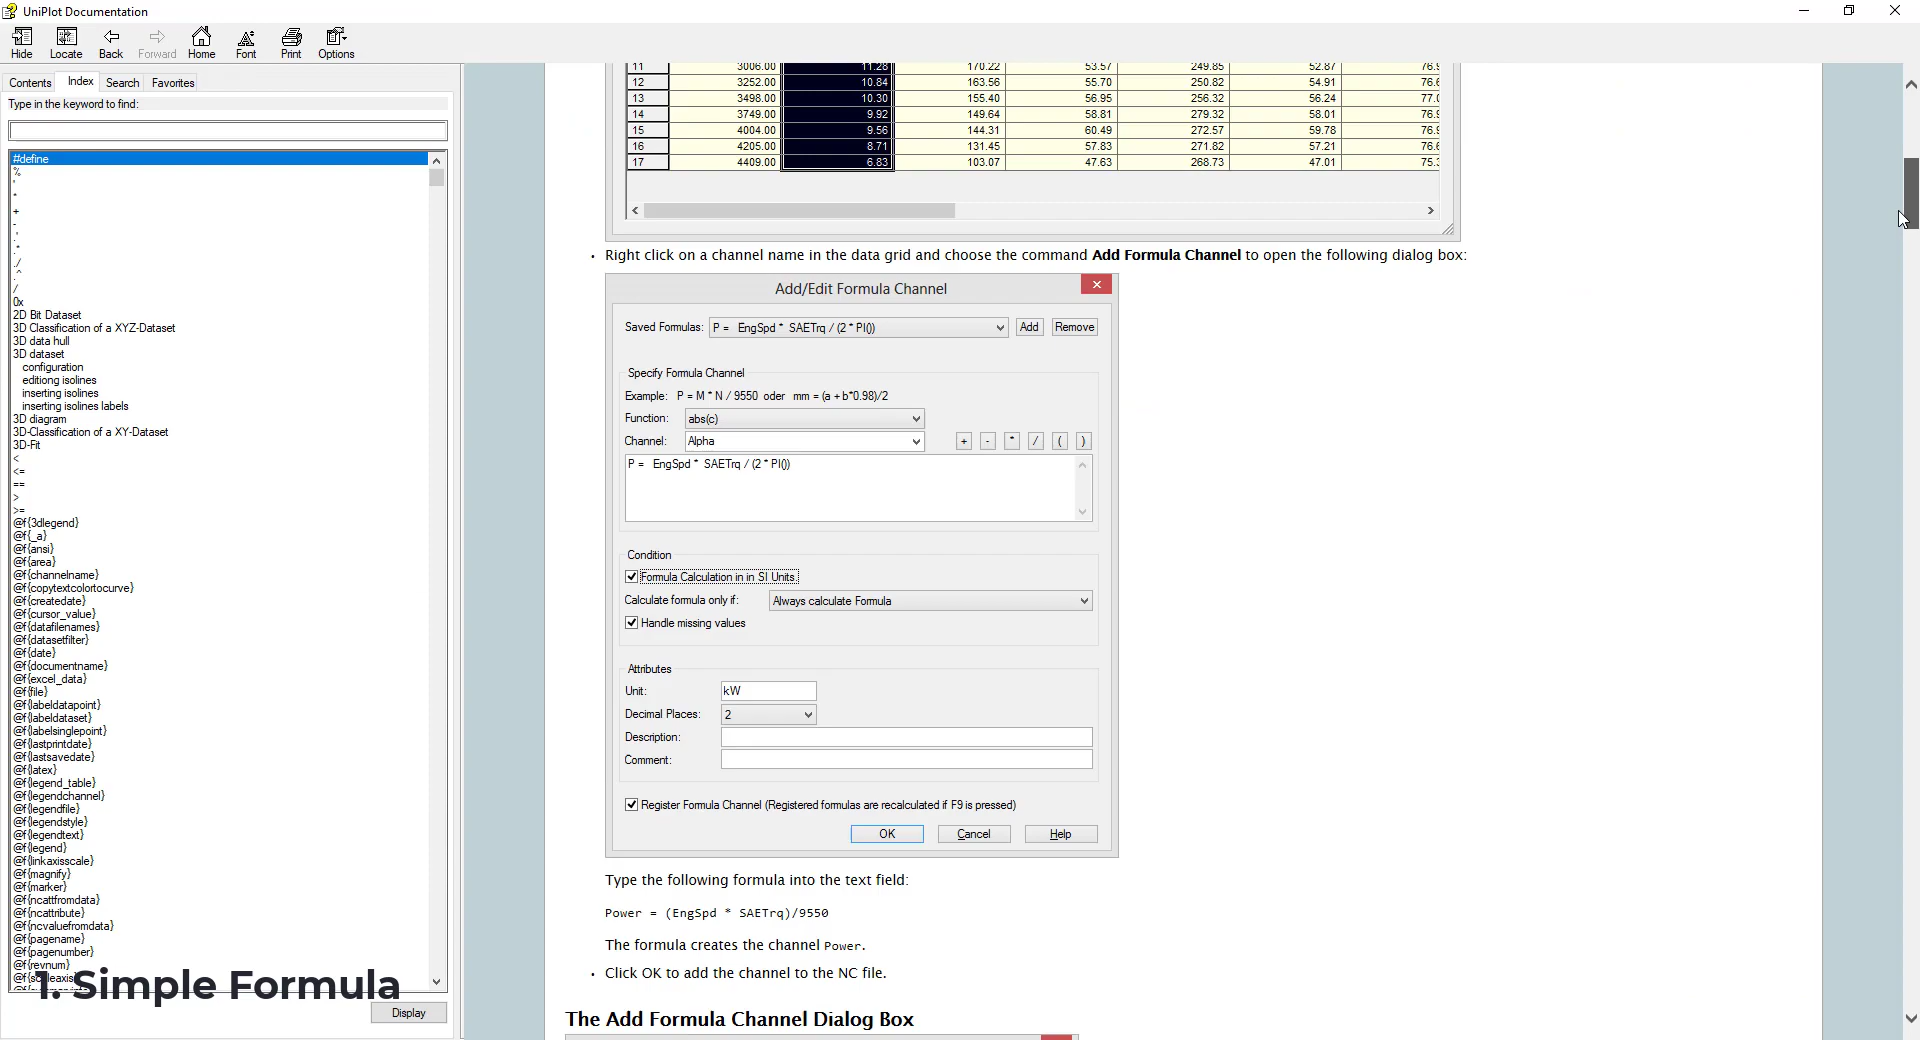 UniPlot Documentation
Hide Locate Back Forward Home Font Print Options
Contents Index Search Favorites
Type in the keyword to find:
#define
%
'
*
+
-
.'
.*
./
.^
/
0x
2D Bit Dataset
3D Classification of a XYZ-Dataset
3D data hull
3D dataset
configuration
editiong isolines
inserting isolines
inserting isolines labels
3D diagram
3D-Classification of a XY-Dataset
3D-Fit
<
<=
==
>
>=
@f{3dlegend}
@f{_a}
@f{ansi}
@f{area}
@f{channelname}
@f{copytextcolortocurve}
@f{createdate}
@f{cursor_value}
@f{datafilenames}
@f{datasetfilter}
@f{date}
@f{documentname}
@f{excel_data}
@f{file}
@f{labeldatapoint}
@f{labeldataset}
@f{labelsinglepoint}
@f{lastprintdate}
@f{lastsavedate}
@f{latex}
@f{legend_table}
@f{legendchannel}
@f{legendfile}
@f{legendstyle}
@f{legendtext}
@f{legend}
@f{linkaxisscale}
@f{magnify}
@f{marker}
@f{ncattfromdata}
@f{ncattribute}
@f{ncvaluefromdata}
@f{pagename}
@f{pagenumber}
@f{revnum}
1. Simple Formula
Display
11 3006.00 11.28 170.22 53.57 249.85 52.87
12 3252.00 10.84 163.56 55.70 250.82 54.91
13 3498.00 10.30 155.40 56.95 256.32 56.24
14 3749.00 9.92 149.64 58.81 279.32 58.01
15 4004.00 9.56 144.31 60.49 272.57 59.78
16 4205.00 8.71 131.45 57.83 271.82 57.21
17 4409.00 6.83 103.07 47.63 268.73 47.01
• Right click on a channel name in the data grid and choose the command Add Formula Channel to open the following dialog box:
Add/Edit Formula Channel
Saved Formulas: P = EngSpd * SAETrq / (2 * PI()) Add Remove
Specify Formula Channel
Example: P = M * N / 9550 oder mm = (a + b*0.98)/2
Function: abs(c)
Channel: Alpha + - * / ( )
P = EngSpd * SAETrq / (2 * PI())
Condition
Formula Calculation in in SI Units.
Calculate formula only if: Always calculate Formula
Handle missing values
Attributes
Unit: kW
Decimal Places: 2
Description:
Comment:
Register Formula Channel (Registered formulas are recalculated if F9 is pressed)
OK Cancel Help
Type the following formula into the text field:
Power = (EngSpd * SAETrq)/9550
The formula creates the channel Power.
• Click OK to add the channel to the NC file.
The Add Formula Channel Dialog Box